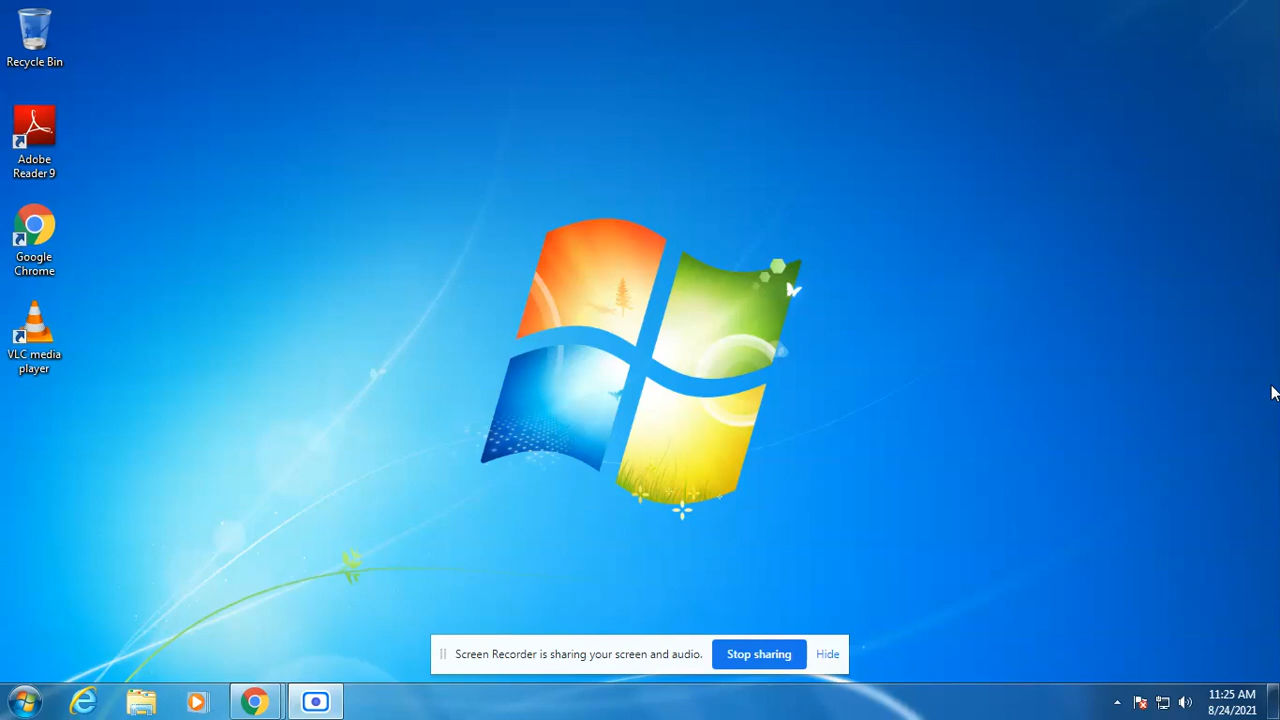 Recycle Bin
Adobe
Reader 9
Google
Chrome
VLC media
player
Screen Recorder is sharing your screen and audio. Stop sharing Hide
11:25 AM
8/24/2021